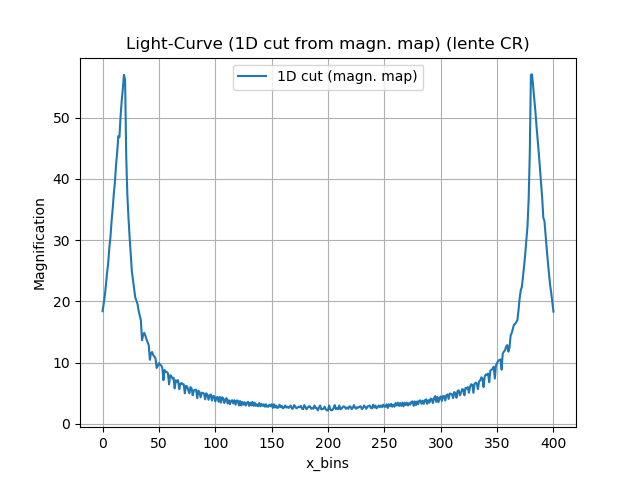 Light-Curve (1D cut from magn. map) (lente CR)
1D cut (magn. map)
Magnification
50
40
30
20
10
0
0 50 100 150 200 250 300 350 400
x_bins